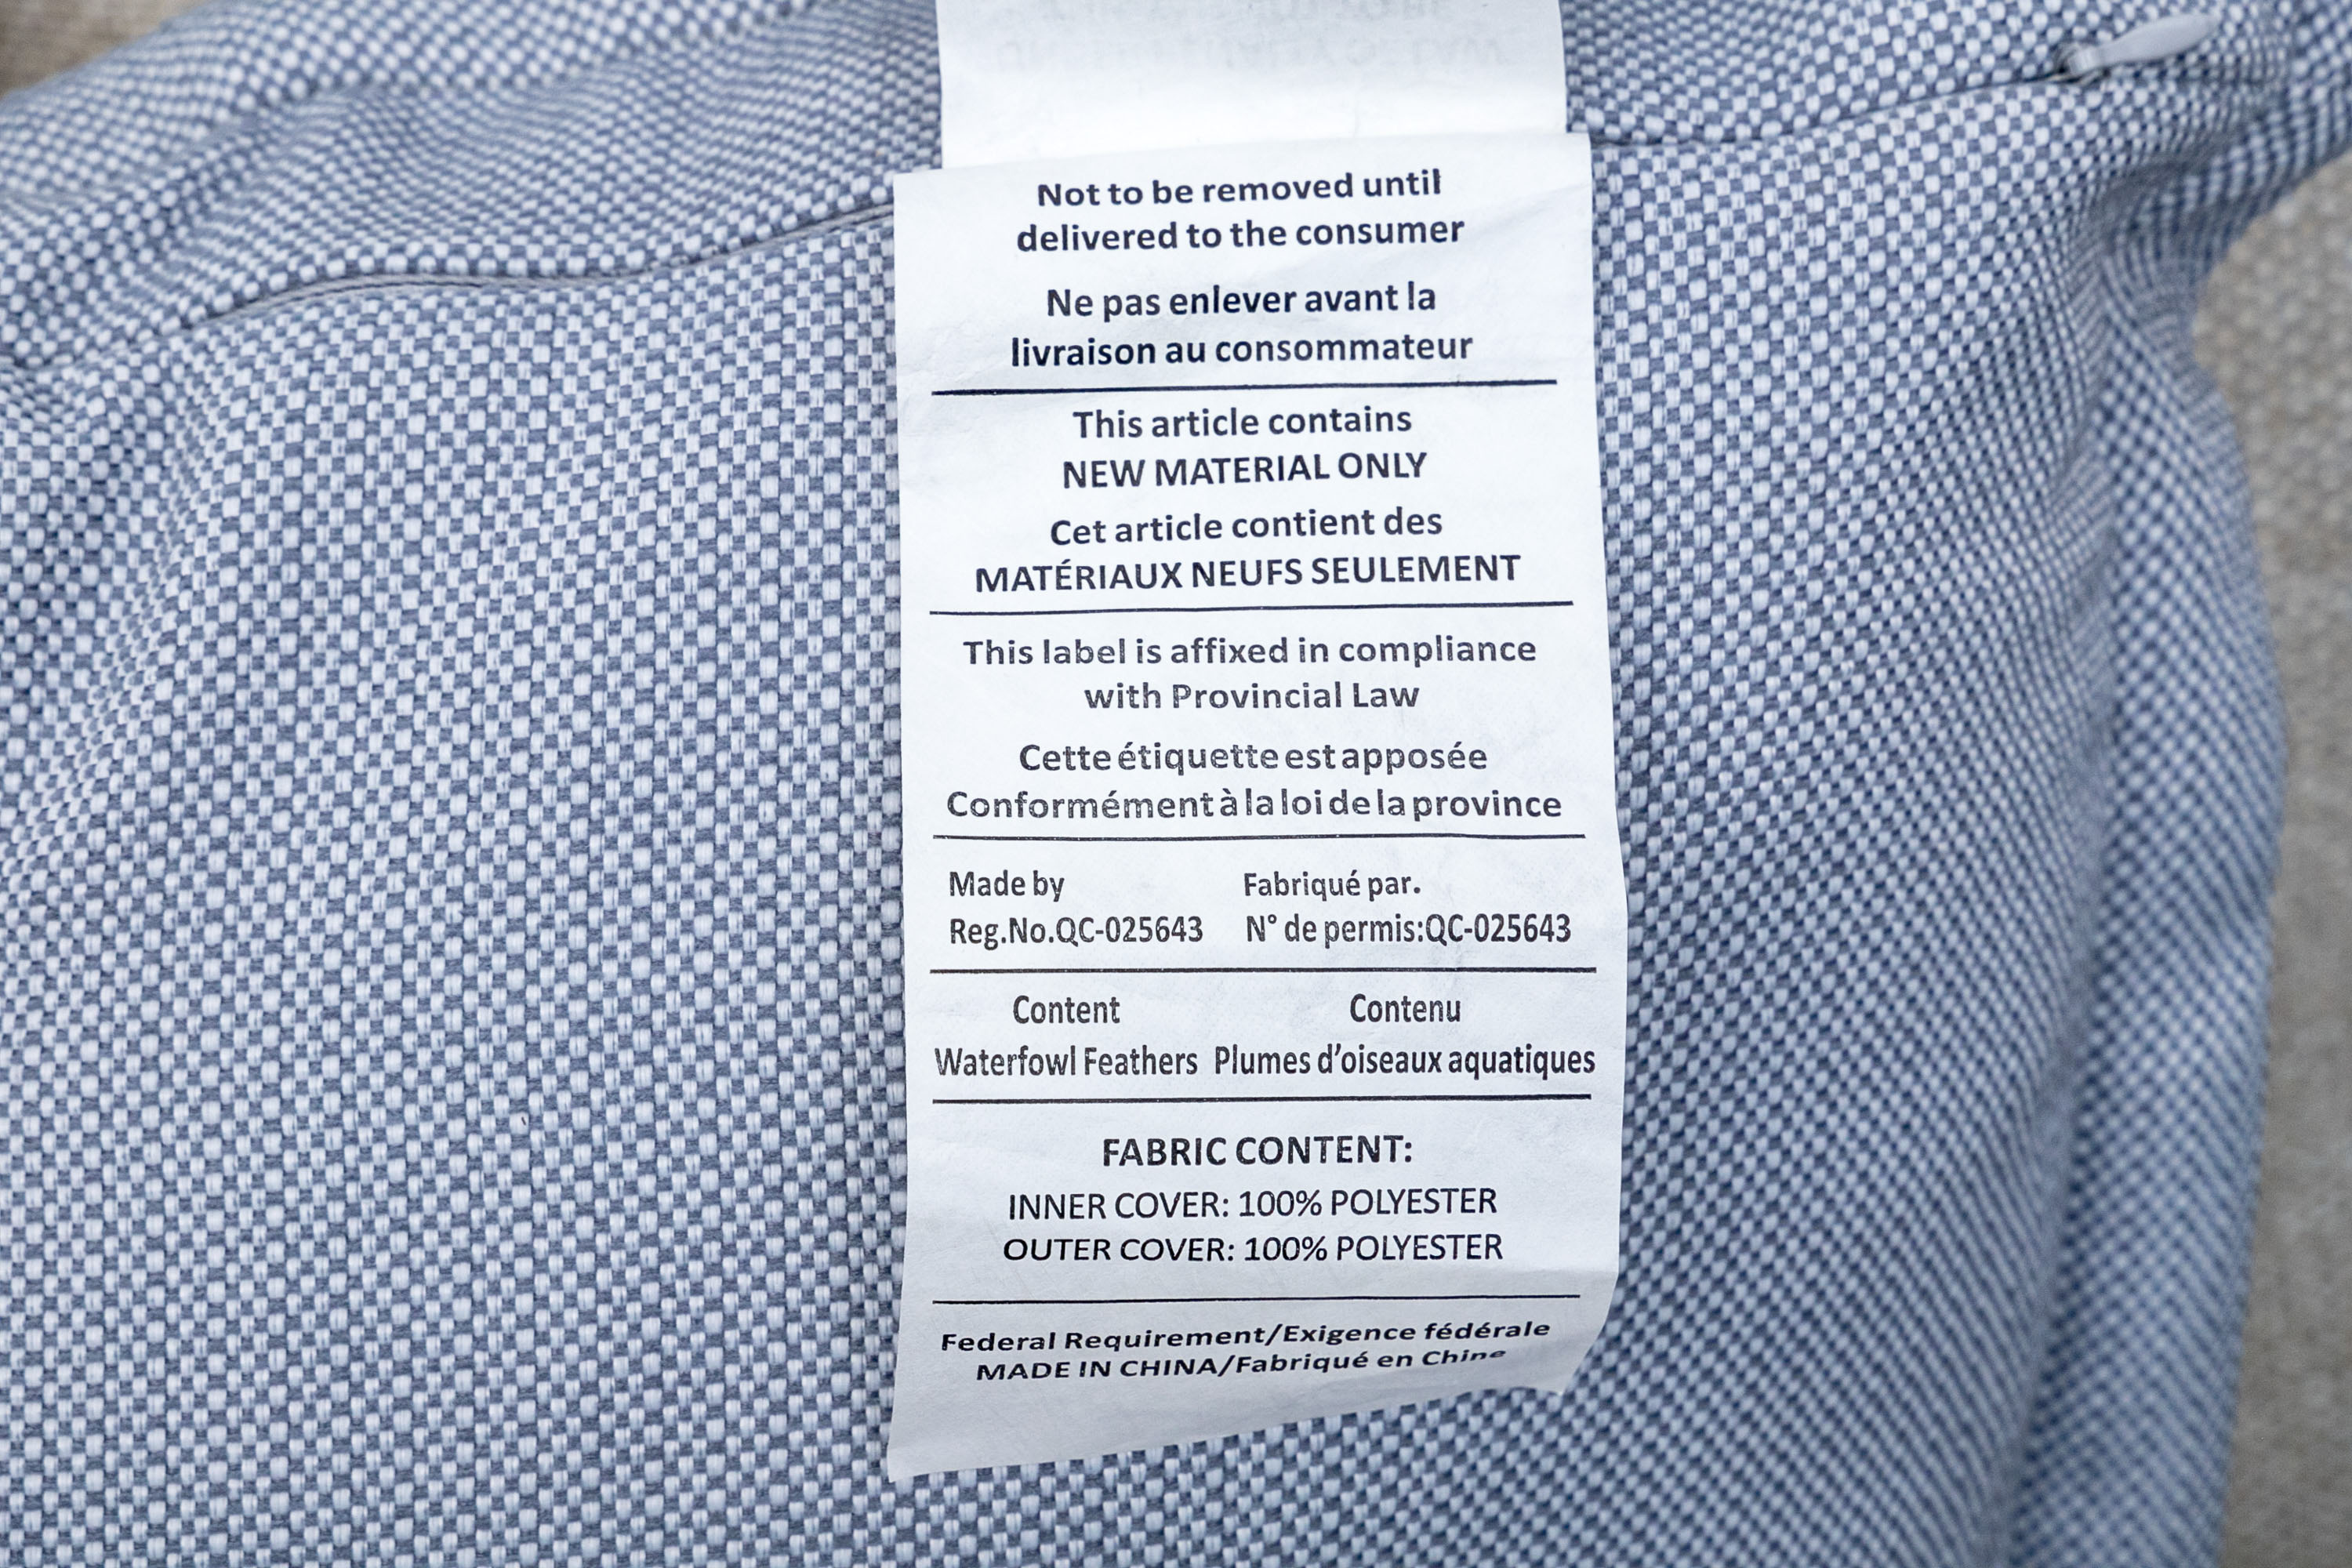 Not to be removed until
delivered to the consumer
Ne pas enlever avant la
livraison au consommateur
This article contains
NEW MATERIAL ONLY
Cet article contient des
MATÉRIAUX NEUFS SEULEMENT
This label is affixed in compliance
with Provincial Law
Cette étiquette est apposée
Conformément à la loi de la province
Made by Fabriqué par.
Reg.No.QC-025643 N° de permis:QC-025643
Content Contenu
Waterfowl Feathers Plumes d'oiseaux aquatiques
FABRIC CONTENT:
INNER COVER: 100% POLYESTER
OUTER COVER: 100% POLYESTER
Federal Requirement/Exigence fédérale
MADE IN CHINA/Fabriqué en Chine